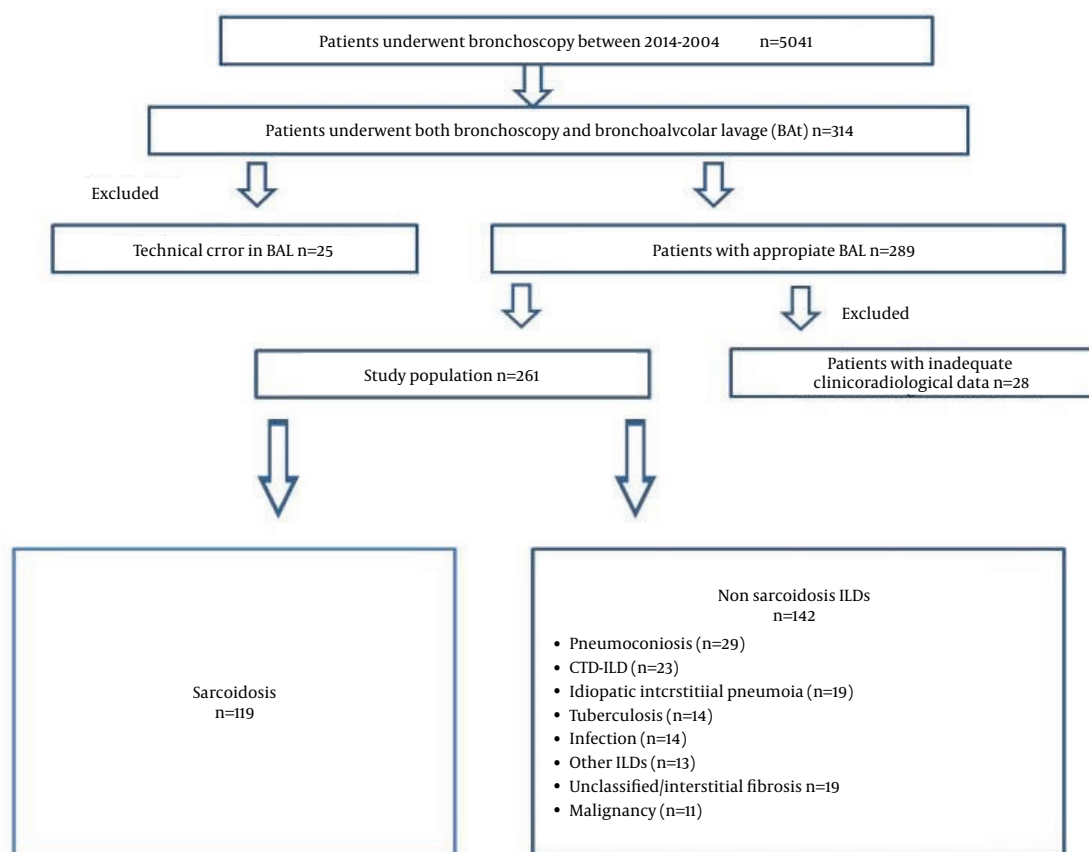 Patients underwent bronchoscopy between 2014-2004 n=5041
Patients underwent both bronchoscopy and bronchoalvcolar lavage (BAt) n=314
Excluded
Technical crror in BAL n=25
Patients with appropiate BAL n=289
Excluded
Study population n=261
Patients with inadequate
clinicoradiological data n=28
Sarcoidosis
n=119
Non sarcoidosis ILDs
n=142
• Pneumoconiosis (n=29)
• CTD-ILD (n=23)
• Idiopatic intcrstitiial pneumoia (n=19)
• Tuberculosis (n=14)
• Infection (n=14)
• Other ILDs (n=13)
• Unclassified/interstitial fibrosis n=19
• Malignancy (n=11)